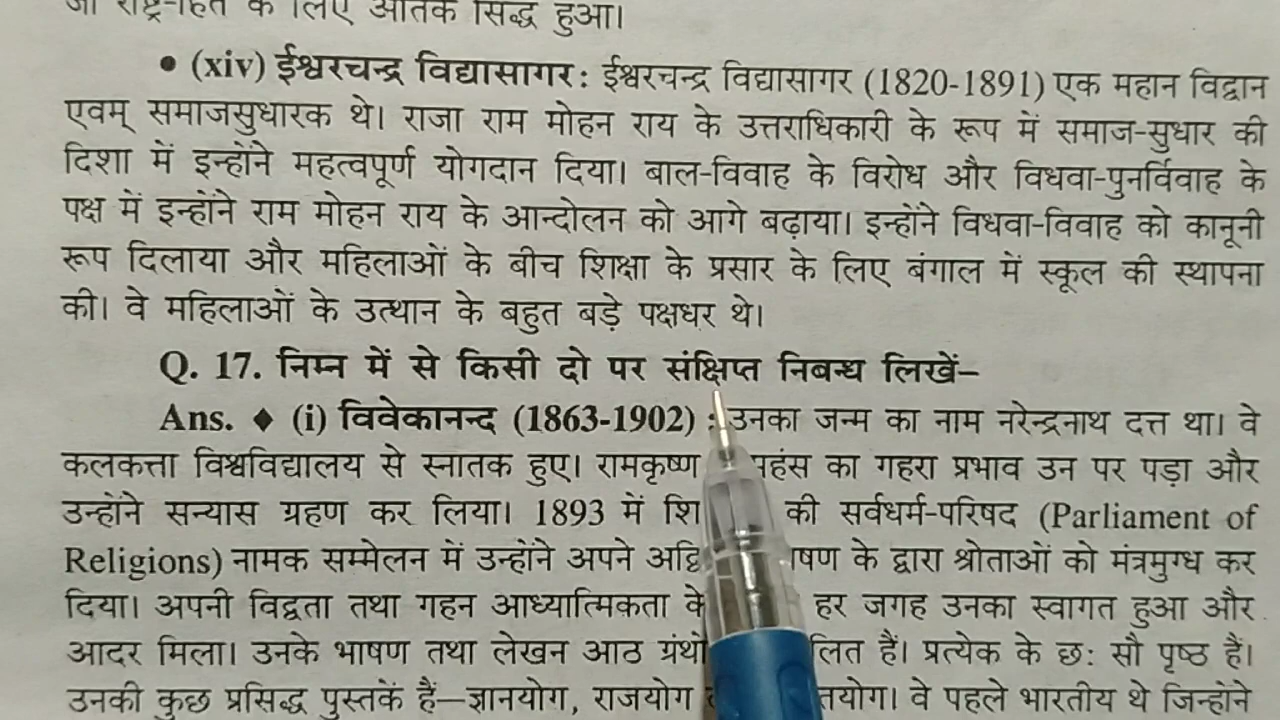 जो राष्ट्र-हित के लिए आतंक सिद्ध हुआ।
• (xiv) ईश्वरचन्द्र विद्यासागर: ईश्वरचन्द्र विद्यासागर (1820-1891) एक महान विद्वान
एवम् समाजसुधारक थे। राजा राम मोहन राय के उत्तराधिकारी के रूप में समाज-सुधार की
दिशा में इन्होंने महत्वपूर्ण योगदान दिया। बाल-विवाह के विरोध और विधवा-पुनर्विवाह के
पक्ष में इन्होंने राम मोहन राय के आन्दोलन को आगे बढ़ाया। इन्होंने विधवा-विवाह को कानूनी
रूप दिलाया और महिलाओं के बीच शिक्षा के प्रसार के लिए बंगाल में स्कूल की स्थापना
की। वे महिलाओं के उत्थान के बहुत बड़े पक्षधर थे।
Q. 17. निम्न में से किसी दो पर संक्षिप्त निबन्ध लिखें–
Ans. ♦ (i) विवेकानन्द (1863-1902) : उनका जन्म का नाम नरेन्द्रनाथ दत्त था। वे
कलकत्ता विश्वविद्यालय से स्नातक हुए। रामकृष्ण का गहरा प्रभाव उन पर पड़ा और
उन्होंने सन्यास ग्रहण कर लिया। 1893 में की सर्वधर्म-परिषद (Parliament of
Religions) नामक सम्मेलन में उन्होंने अपने के द्वारा श्रोताओं को मंत्रमुग्ध कर
दिया। अपनी विद्वता तथा गहन आध्यात्मिकता के हर जगह उनका स्वागत हुआ और
आदर मिला। उनके भाषण तथा लेखन आठ हैं। प्रत्येक के छ: सौ पृष्ठ हैं।
उनकी कुछ प्रसिद्ध पुस्तकें हैं—ज्ञानयोग, राजयोग वे पहले भारतीय थे जिन्होंने